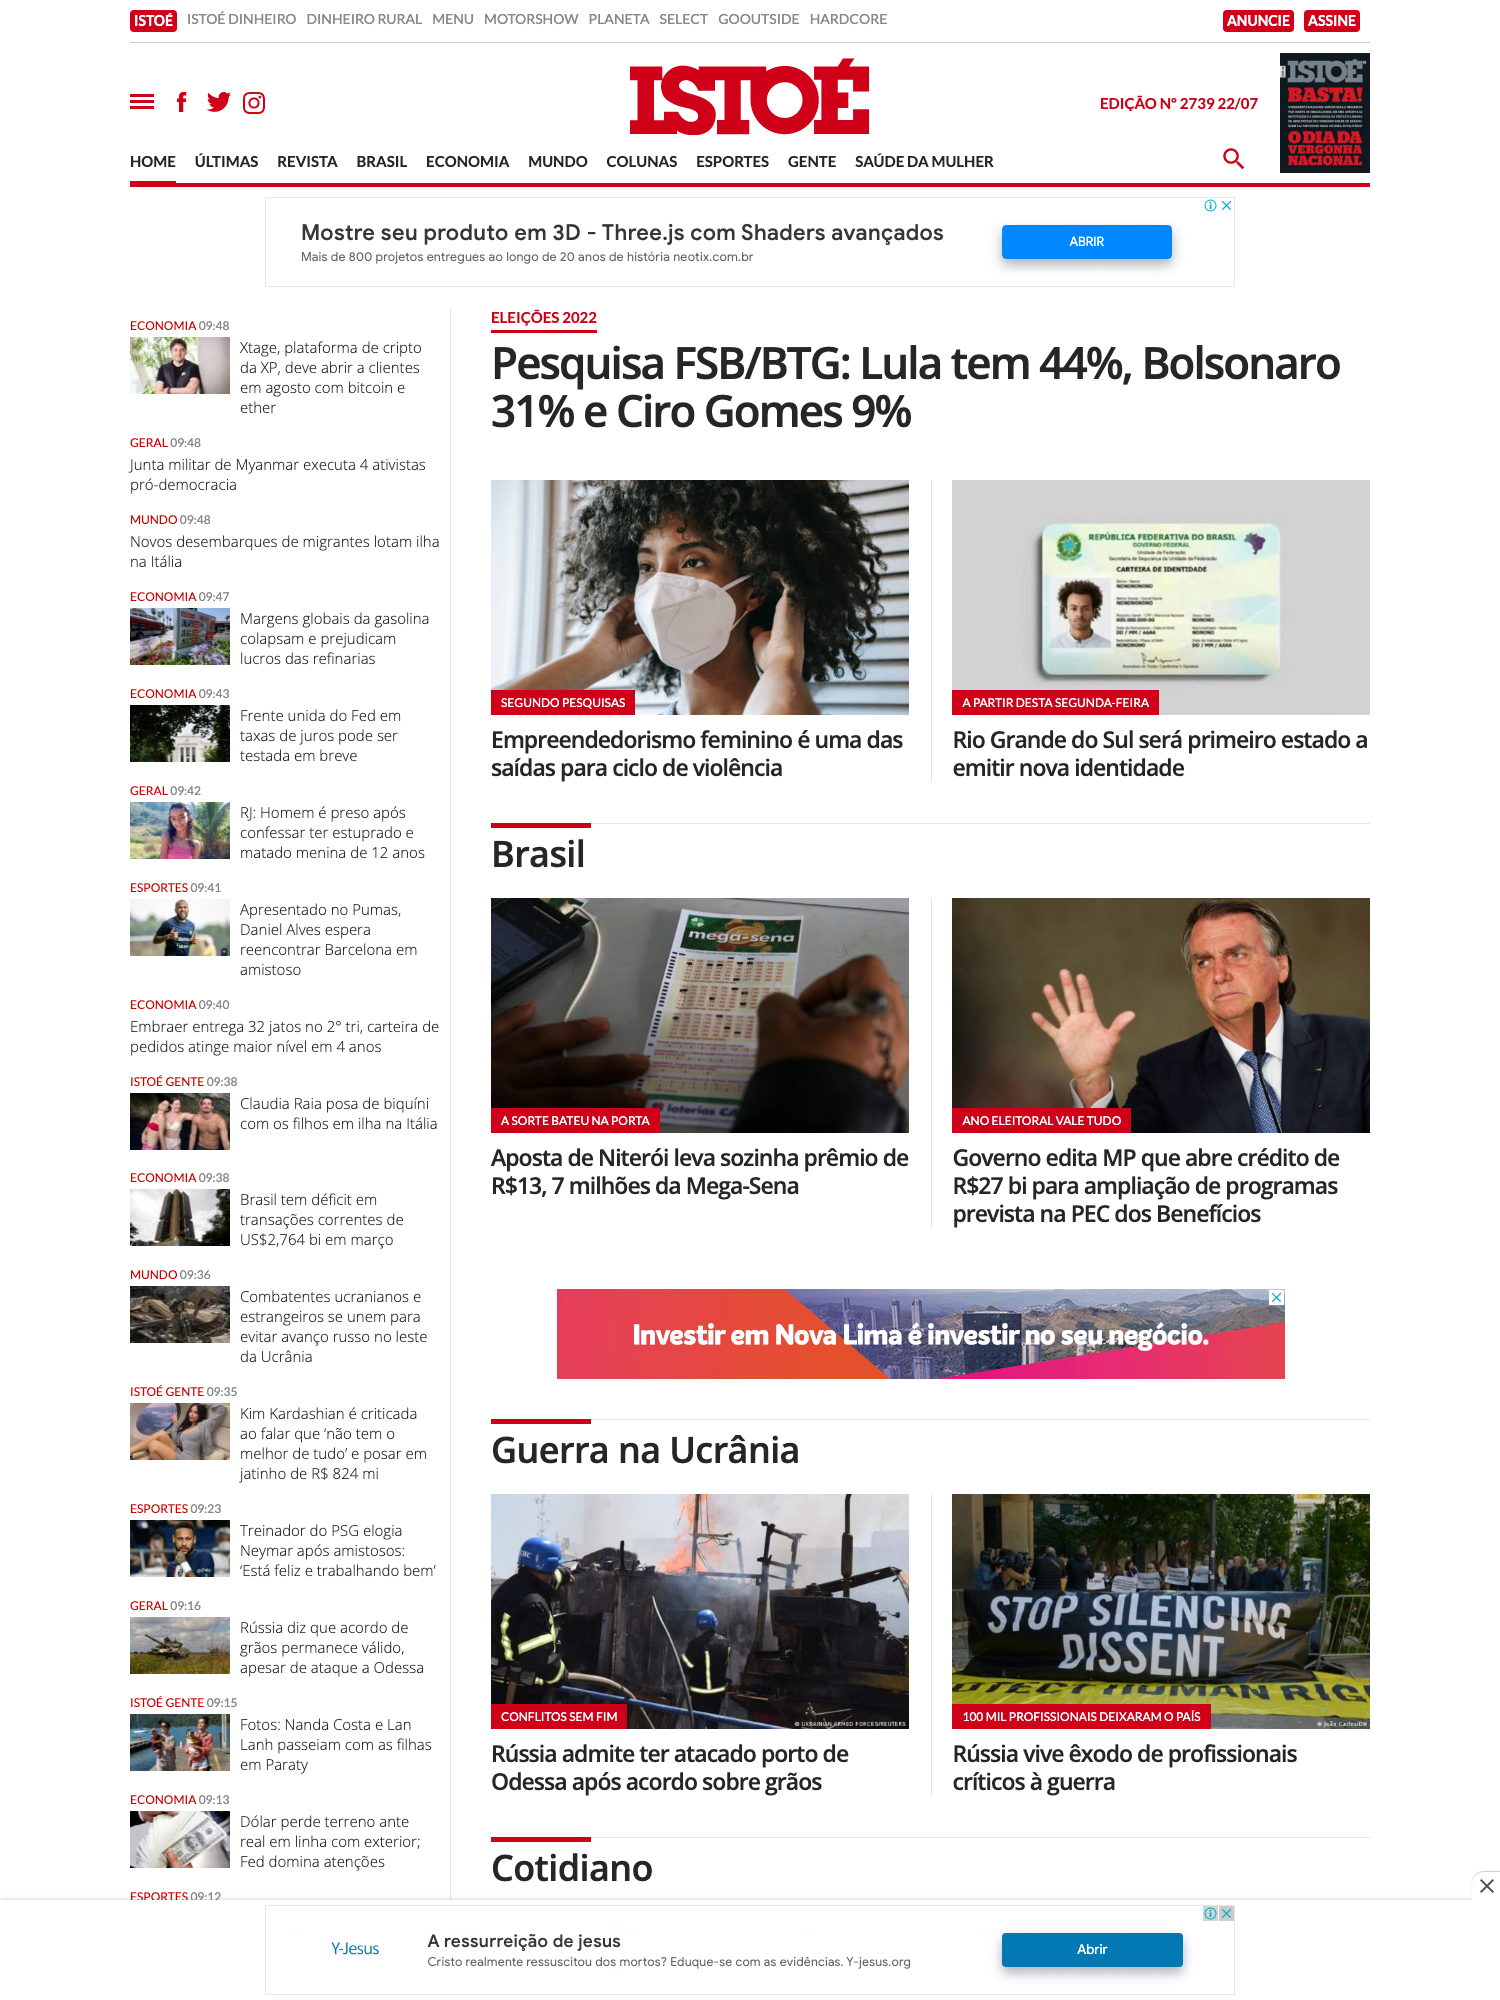 ISTOÉ ISTOÉ DINHEIRO DINHEIRO RURAL MENU MOTORSHOW PLANETA SELECT GOOUTSIDE HARDCORE ANUNCIE ASSINE
ISTOÉ
EDIÇÃO Nº 2739 22/07
ISTOÉ
BASTA!
O DIA DA
VERGONHA
NACIONAL
HOME ÚLTIMAS REVISTA BRASIL ECONOMIA MUNDO COLUNAS ESPORTES GENTE SAÚDE DA MULHER
Mostre seu produto em 3D - Three.js com Shaders avançados
Mais de 800 projetos entregues ao longo de 20 anos de história neotix.com.br
ABRIR
ECONOMIA 09:48
Xtage, plataforma de cripto
da XP, deve abrir a clientes
em agosto com bitcoin e
ether
GERAL 09:48
Junta militar de Myanmar executa 4 ativistas
pró-democracia
MUNDO 09:48
Novos desembarques de migrantes lotam ilha
na Itália
ECONOMIA 09:47
Margens globais da gasolina
colapsam e prejudicam
lucros das refinarias
ECONOMIA 09:43
Frente unida do Fed em
taxas de juros pode ser
testada em breve
GERAL 09:42
RJ: Homem é preso após
confessar ter estuprado e
matado menina de 12 anos
ESPORTES 09:41
Apresentado no Pumas,
Daniel Alves espera
reencontrar Barcelona em
amistoso
ECONOMIA 09:40
Embraer entrega 32 jatos no 2° tri, carteira de
pedidos atinge maior nível em 4 anos
ISTOÉ GENTE 09:38
Claudia Raia posa de biquíni
com os filhos em ilha na Itália
ECONOMIA 09:38
Brasil tem déficit em
transações correntes de
US$2,764 bi em março
MUNDO 09:36
Combatentes ucranianos e
estrangeiros se unem para
evitar avanço russo no leste
da Ucrânia
ISTOÉ GENTE 09:35
Kim Kardashian é criticada
ao falar que ‘não tem o
melhor de tudo’ e posar em
jatinho de R$ 824 mi
ESPORTES 09:23
Treinador do PSG elogia
Neymar após amistosos:
‘Está feliz e trabalhando bem’
GERAL 09:16
Rússia diz que acordo de
grãos permanece válido,
apesar de ataque a Odessa
ISTOÉ GENTE 09:15
Fotos: Nanda Costa e Lan
Lanh passeiam com as filhas
em Paraty
ECONOMIA 09:13
Dólar perde terreno ante
real em linha com exterior;
Fed domina atenções
ESPORTES 09:12
ELEIÇÕES 2022
Pesquisa FSB/BTG: Lula tem 44%, Bolsonaro
31% e Ciro Gomes 9%
SEGUNDO PESQUISAS
Empreendedorismo feminino é uma das
saídas para ciclo de violência
REPÚBLICA FEDERATIVA DO BRASIL
GOVERNO FEDERAL
CARTEIRA DE IDENTIDADE
A PARTIR DESTA SEGUNDA-FEIRA
Rio Grande do Sul será primeiro estado a
emitir nova identidade
Brasil
mega-sena
loterias CA
A SORTE BATEU NA PORTA
Aposta de Niterói leva sozinha prêmio de
R$13, 7 milhões da Mega-Sena
ANO ELEITORAL VALE TUDO
Governo edita MP que abre crédito de
R$27 bi para ampliação de programas
prevista na PEC dos Benefícios
Investir em Nova Lima é investir no seu negócio.
Guerra na Ucrânia
© UKRAINIAN ARMED FORCES/REUTERS
CONFLITOS SEM FIM
Rússia admite ter atacado porto de
Odessa após acordo sobre grãos
STOP SILENCING
DISSENT
TECT HUMAN RIG
© João Carlos/DW
100 MIL PROFISSIONAIS DEIXARAM O PAÍS
Rússia vive êxodo de profissionais
críticos à guerra
Cotidiano
Y-Jesus
A ressurreição de jesus
Cristo realmente ressuscitou dos mortos? Eduque-se com as evidências. Y-jesus.org
Abrir